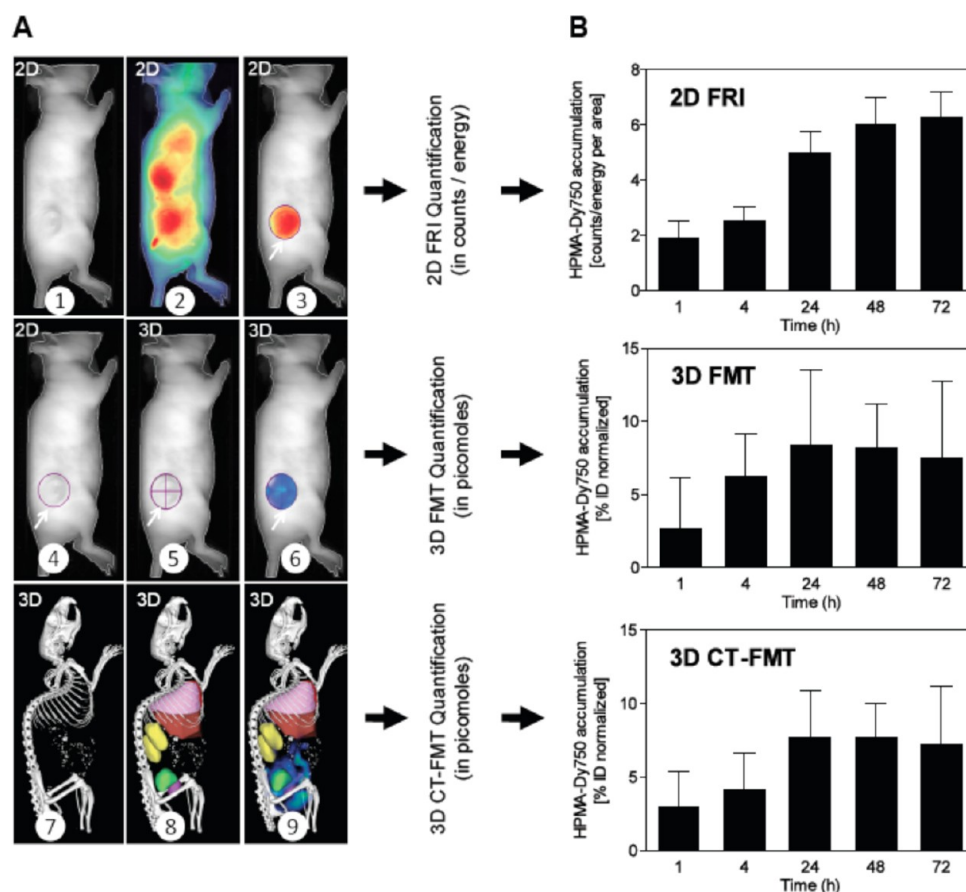 A
B
2D
2D
2D
1
2
3
2D FRI Quantification
(in counts / energy)
2D FRI
HPMA-Dy750 accumulation
[counts/energy per area]
8
6
4
2
0
1 4 24 48 72
Time (h)
2D
3D
3D
4
5
6
3D FMT Quantification
(in picomoles)
3D FMT
HPMA-Dy750 accumulation
[% ID normalized]
15
10
5
0
1 4 24 48 72
Time (h)
3D
3D
3D
7
8
9
3D CT-FMT Quantification
(in picomoles)
3D CT-FMT
HPMA-Dy750 accumulation
[% ID normalized]
15
10
5
0
1 4 24 48 72
Time (h)